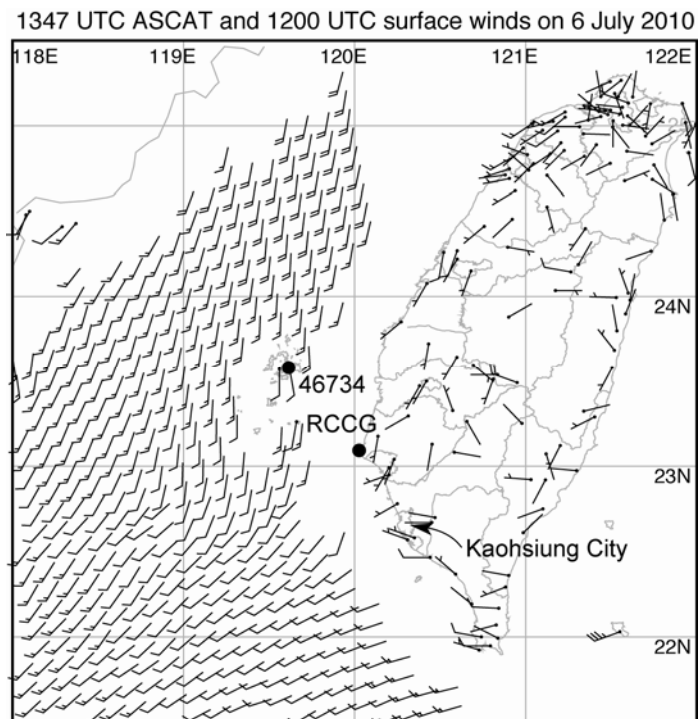 1347 UTC ASCAT and 1200 UTC surface winds on 6 July 2010
118E 119E 120E 121E 122E
24N
46734
RCCG
23N
Kaohsiung City
22N